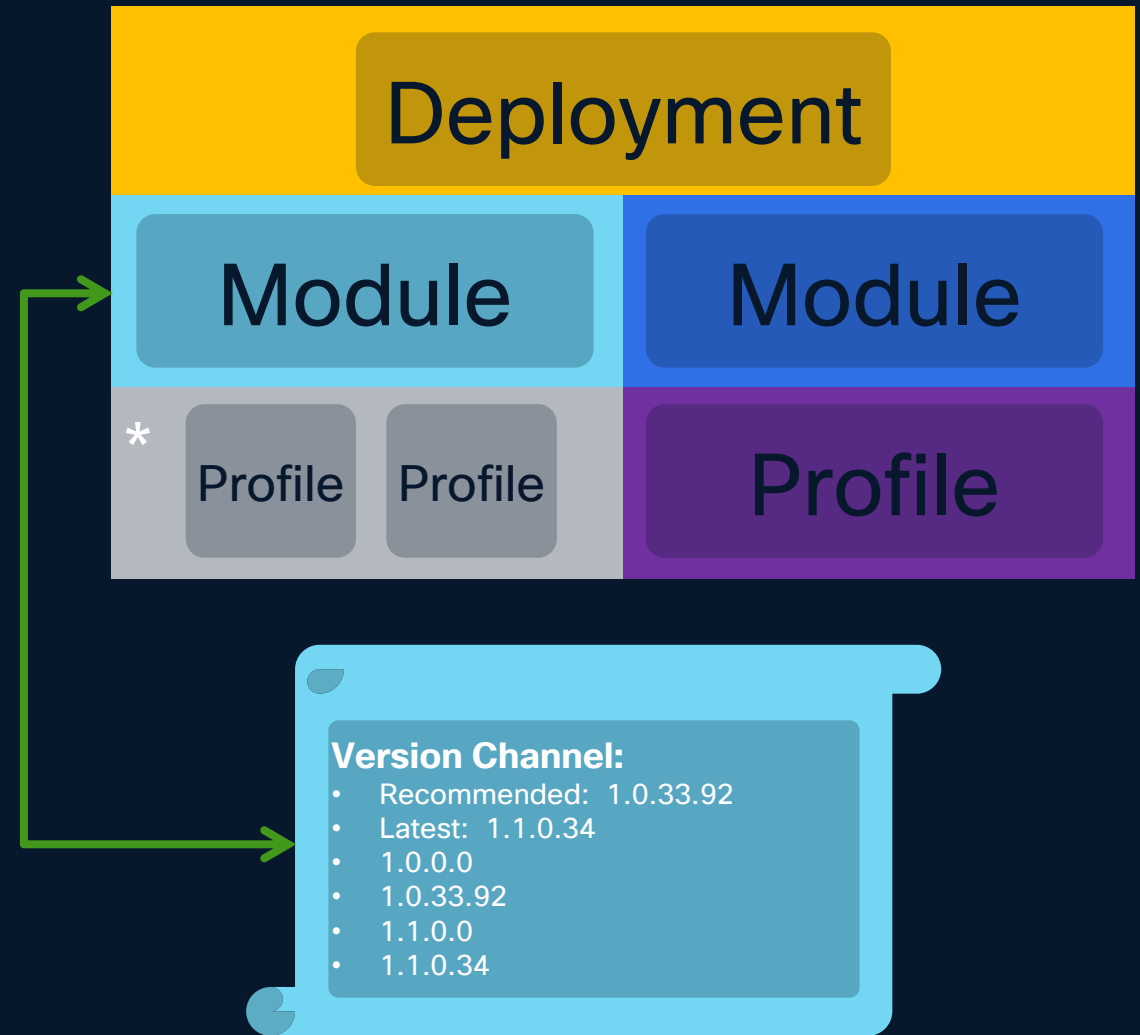 Deployment
Module Module
* Profile Profile Profile
Version Channel:
• Recommended: 1.0.33.92
• Latest: 1.1.0.34
• 1.0.0.0
• 1.0.33.92
• 1.1.0.0
• 1.1.0.34